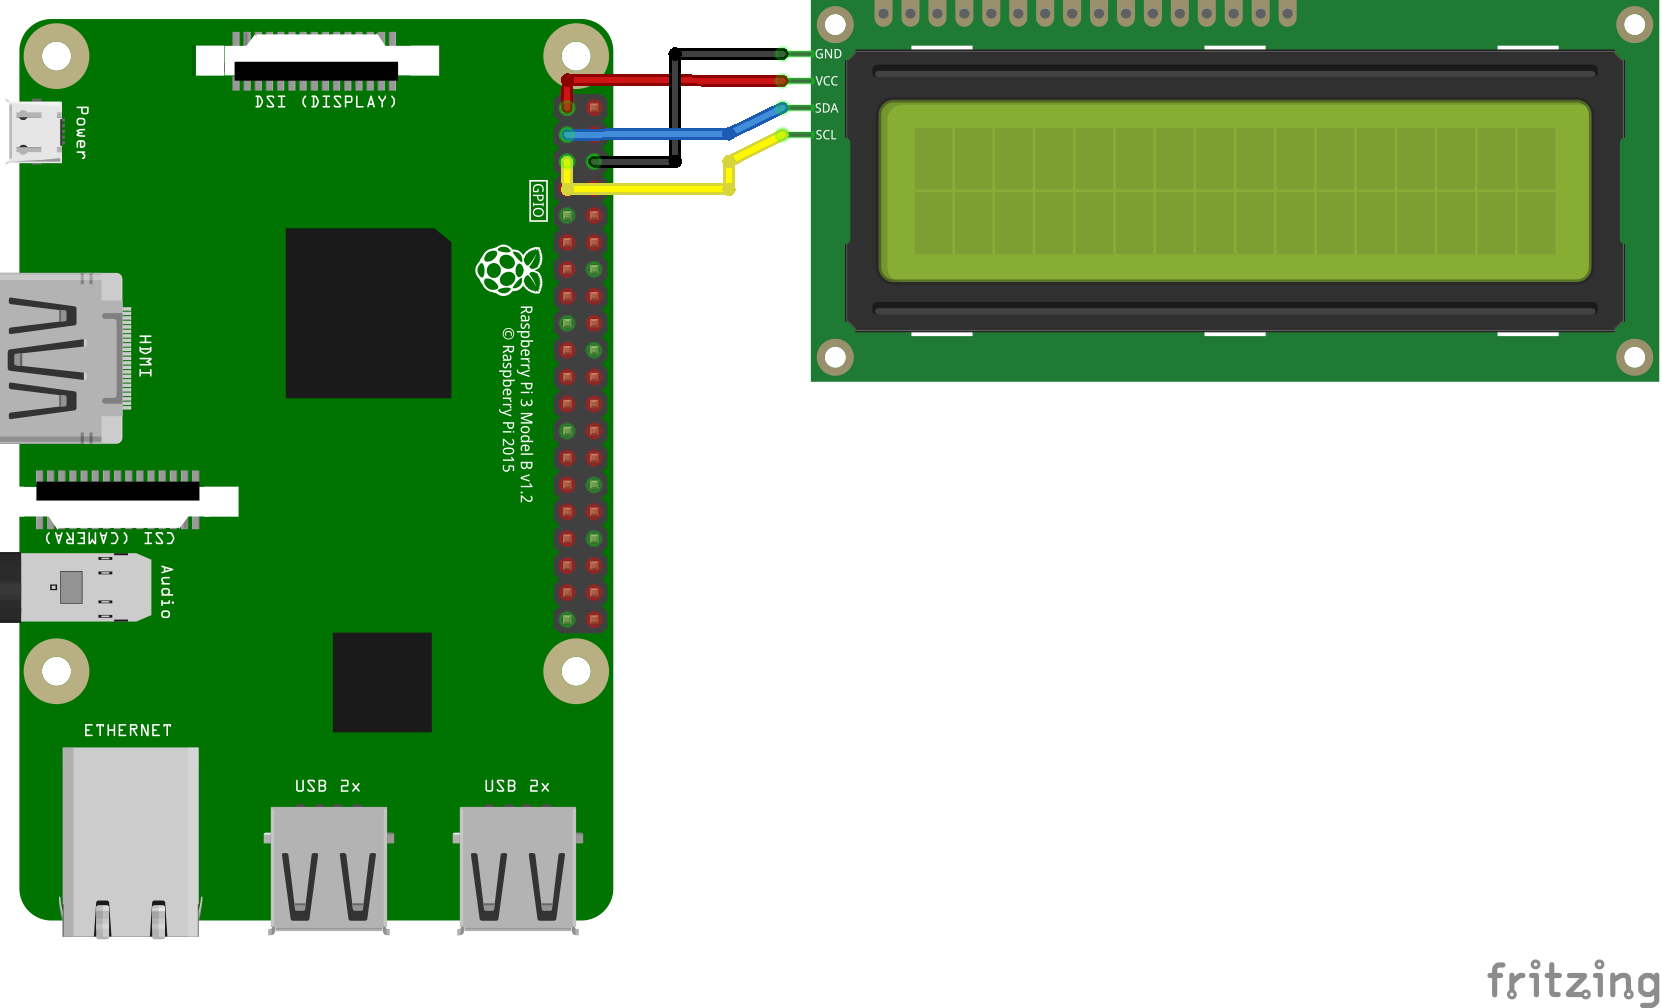 DSI (DISPLAY)
Power
GND
VCC
SDA
SCL
GPIO
HDMI
Raspberry Pi 3 Model B v1.2
© Raspberry Pi 2015
CSI (CAMERA)
Audio
ETHERNET
USB 2x
USB 2x
fritzing